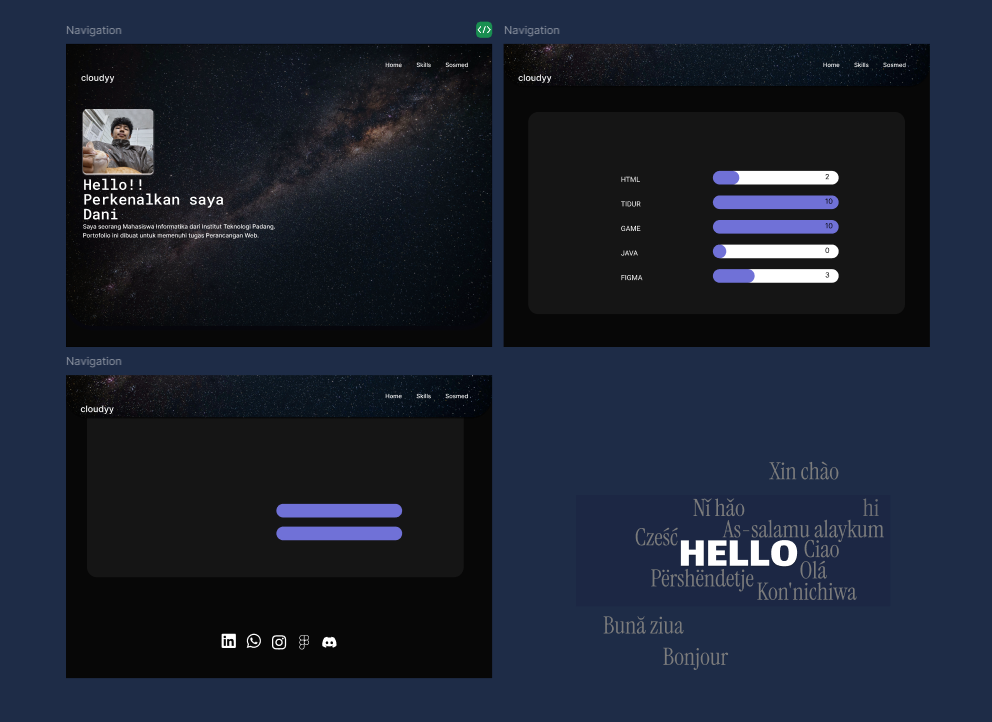 Navigation
Home Skills Sosmed
cloudyy
Hello!!
Perkenalkan saya
Dani
Saya seorang Mahasiswa Informatika dari Institut Teknologi Padang.
Portofolio ini dibuat untuk memenuhi tugas Perancangan Web.
Navigation
Home Skills Sosmed
cloudyy
HTML 2
TIDUR 10
GAME 10
JAVA 0
FIGMA 3
Navigation
Home Skills Sosmed
cloudyy
in
Xin chào
Nǐ hǎo
hi
As-salamu alaykum
Cześć
HELLO
Ciao
Olá
Përshëndetje
Kon'nichiwa
Bună ziua
Bonjour